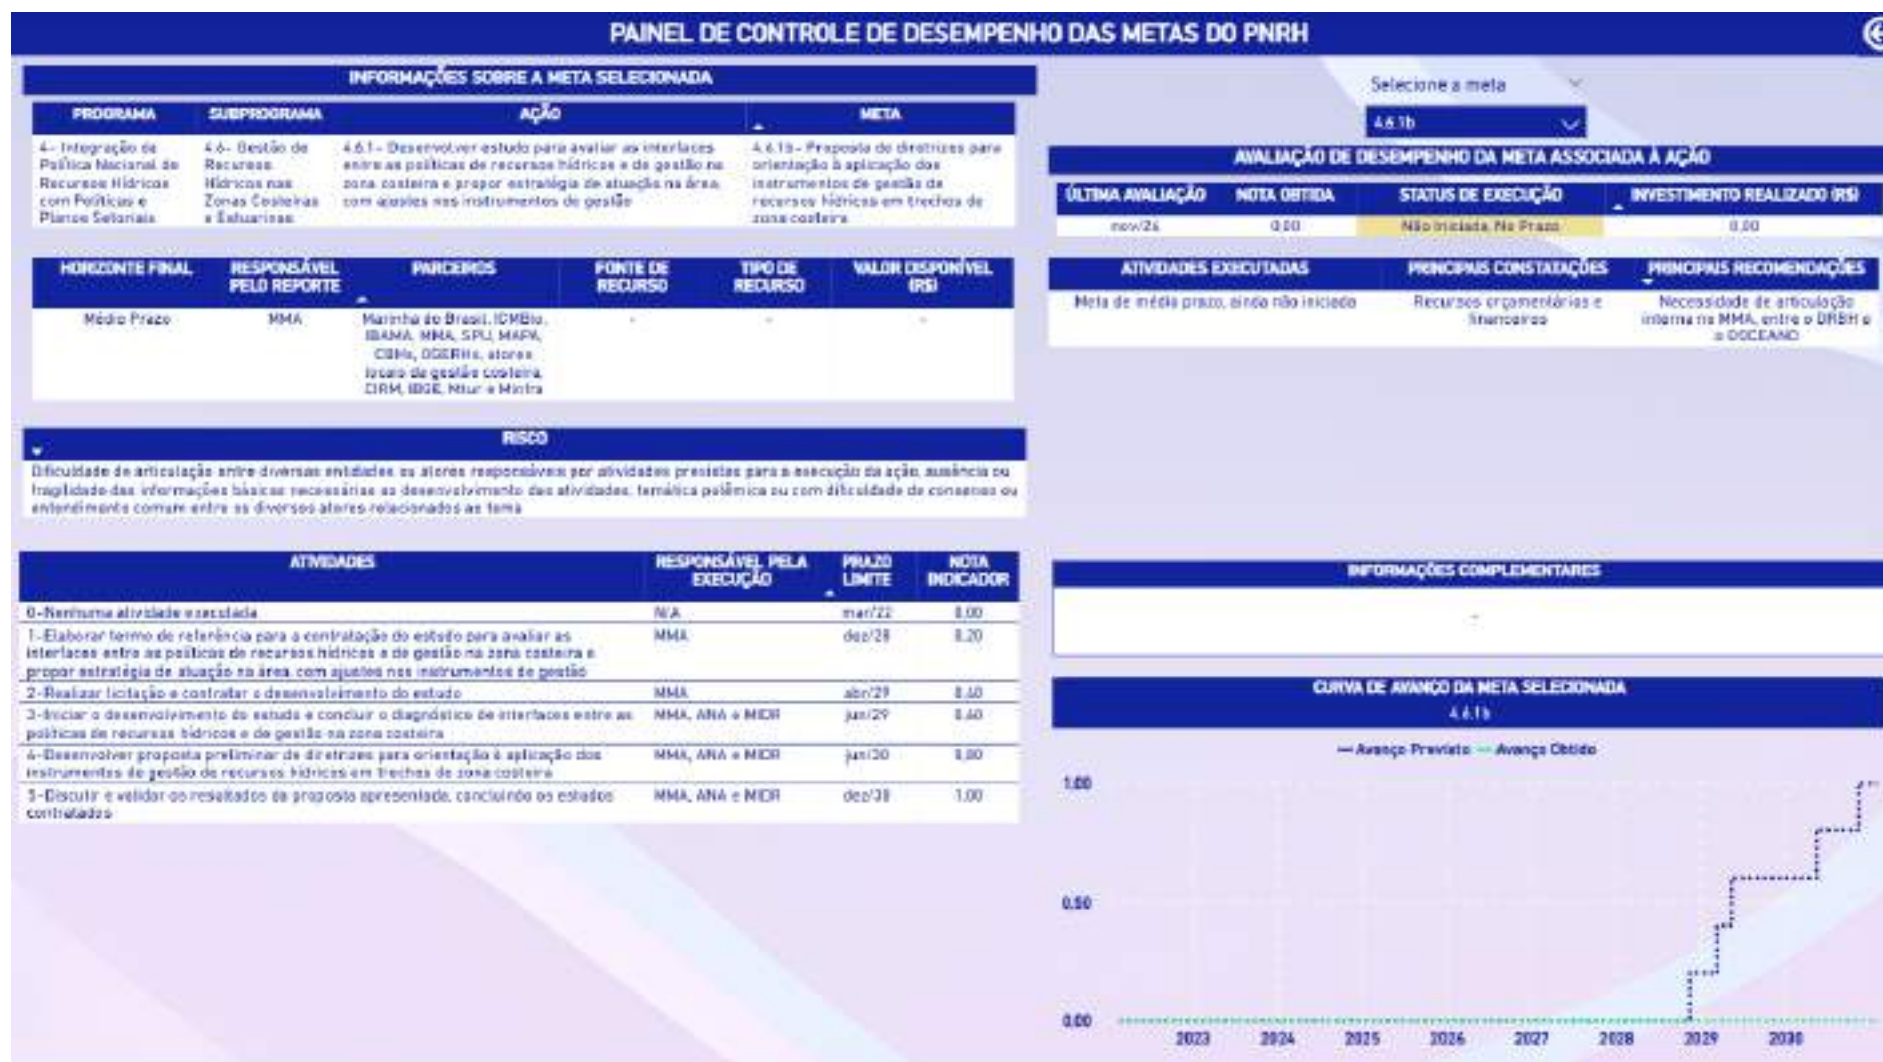 PAINEL DE CONTROLE DE DESEMPENHO DAS METAS DO PNRH
INFORMAÇÕES SOBRE A META SELECIONADA
PROGRAMA SUBPROGRAMA AÇÃO META
4- Integração da 4.6- Gestão de 4.6.1- Desenvolver estudo para avaliar as interfaces 4.6.1b- Proposta de diretrizes para
Política Nacional de Recursos entre as políticas de recursos hídricos e de gestão na orientação à aplicação dos
Recursos Hídricos Hídricos nas zona costeira e propor estratégia de atuação na área, instrumentos de gestão de
com Políticas e Zonas Costeiras com ajustes nos instrumentos de gestão recursos hídricos em trechos de
Planos Setoriais e Estuarinas zona costeira
HORIZONTE FINAL RESPONSÁVEL PARCEIROS FONTE DE TIPO DE VALOR DISPONÍVEL
PELO REPORTE RECURSO RECURSO (R$)
Médio Prazo MMA Marinha do Brasil, ICMBio, - - -
IBAMA, MMA, SPU, MAPA,
CBHs, OGERHs, atores
locais de gestão costeira,
CIRM, IBGE, Mtur e Mintra
RISCO
Dificuldade de articulação entre diversas entidades ou atores responsáveis por atividades previstas para a execução da ação, ausência ou
fragilidade das informações básicas necessárias ao desenvolvimento das atividades, temática polêmica ou com dificuldade de consenso ou
entendimento comum entre os diversos atores relacionados ao tema
ATIVIDADES RESPONSÁVEL PELA PRAZO NOTA
EXECUÇÃO LIMITE INDICADOR
0-Nenhuma atividade executada N/A mar/22 0,00
1-Elaborar termo de referência para a contratação do estudo para avaliar as MMA dez/28 0,20
interfaces entre as políticas de recursos hídricos e de gestão na zona costeira e
propor estratégia de atuação na área, com ajustes nos instrumentos de gestão
2-Realizar licitação e contratar o desenvolvimento do estudo MMA abr/29 0,40
3-Iniciar o desenvolvimento do estudo e concluir o diagnóstico de interfaces entre as MMA, ANA e MIDR jun/29 0,60
políticas de recursos hídricos e de gestão na zona costeira
4-Desenvolver proposta preliminar de diretrizes para orientação à aplicação dos MMA, ANA e MIDR jun/30 0,80
instrumentos de gestão de recursos hídricos em trechos de zona costeira
5-Discutir e validar os resultados da proposta apresentada, concluindo os estudos MMA, ANA e MIDR dez/30 1,00
contratados
Selecione a meta
4.6.1b
AVALIAÇÃO DE DESEMPENHO DA META ASSOCIADA À AÇÃO
ÚLTIMA AVALIAÇÃO NOTA OBTIDA STATUS DE EXECUÇÃO INVESTIMENTO REALIZADO (R$)
nov/24 0,00 Não Iniciada, No Prazo 0,00
ATIVIDADES EXECUTADAS PRINCIPAIS CONSTATAÇÕES PRINCIPAIS RECOMENDAÇÕES
Meta de médio prazo, ainda não iniciada Recursos orçamentários e Necessidade de articulação
financeiros interna no MMA, entre o DRBH e
o DOCEANO
INFORMAÇÕES COMPLEMENTARES
-
CURVA DE AVANÇO DA META SELECIONADA
4.6.1b
Avanço Previsto Avanço Obtido
1,00
0,50
0,00
2023 2024 2025 2026 2027 2028 2029 2030